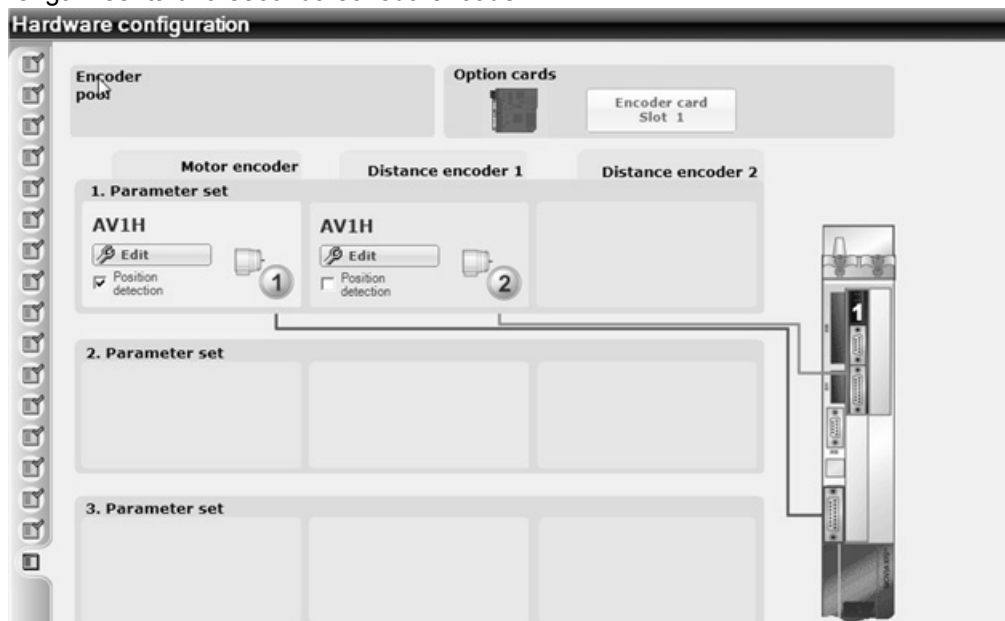 Hardware configuration
Encoder
pool
Option cards
Encoder card
Slot 1
Motor encoder
Distance encoder 1
Distance encoder 2
1. Parameter set
AV1H
Edit
Position
detection
1
AV1H
Edit
Position
detection
2
1
2. Parameter set
3. Parameter set